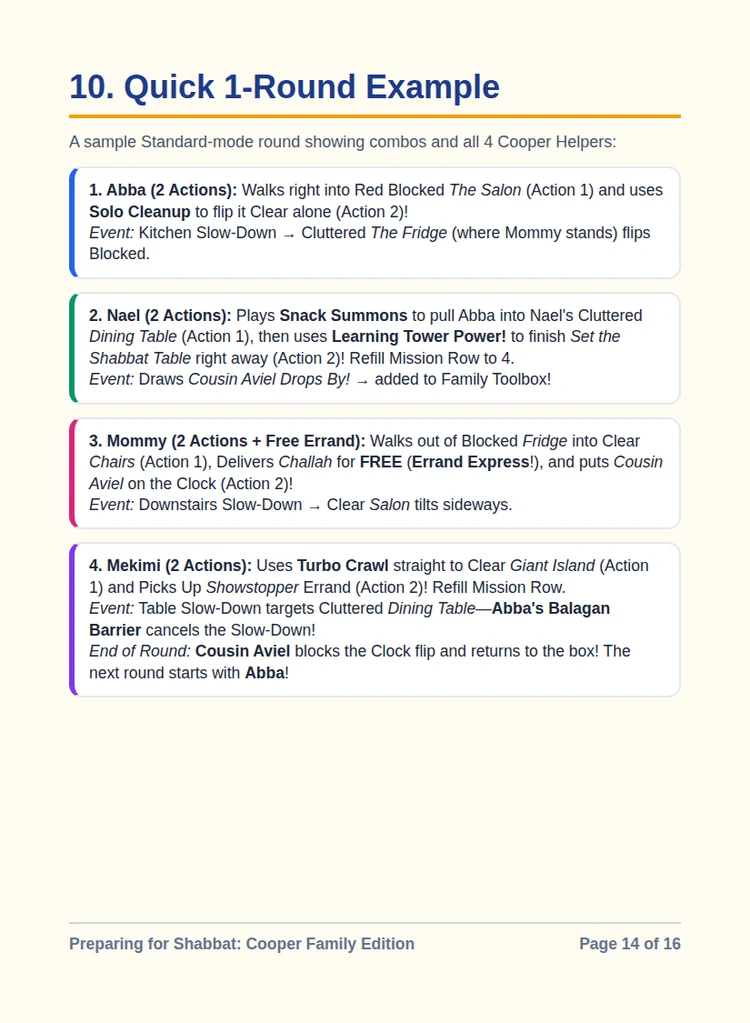 10. Quick 1-Round Example
A sample Standard-mode round showing combos and all 4 Cooper Helpers:
1. Abba (2 Actions): Walks right into Red Blocked The Salon (Action 1) and uses
Solo Cleanup to flip it Clear alone (Action 2)!
Event: Kitchen Slow-Down → Cluttered The Fridge (where Mommy stands) flips
Blocked.
2. Nael (2 Actions): Plays Snack Summons to pull Abba into Nael's Cluttered
Dining Table (Action 1), then uses Learning Tower Power! to finish Set the
Shabbat Table right away (Action 2)! Refill Mission Row to 4.
Event: Draws Cousin Aviel Drops By! → added to Family Toolbox!
3. Mommy (2 Actions + Free Errand): Walks out of Blocked Fridge into Clear
Chairs (Action 1), Delivers Challah for FREE (Errand Express!), and puts Cousin
Aviel on the Clock (Action 2)!
Event: Downstairs Slow-Down → Clear Salon tilts sideways.
4. Mekimi (2 Actions): Uses Turbo Crawl straight to Clear Giant Island (Action
1) and Picks Up Showstopper Errand (Action 2)! Refill Mission Row.
Event: Table Slow-Down targets Cluttered Dining Table—Abba's Balagan
Barrier cancels the Slow-Down!
End of Round: Cousin Aviel blocks the Clock flip and returns to the box! The
next round starts with Abba!
Preparing for Shabbat: Cooper Family Edition
Page 14 of 16